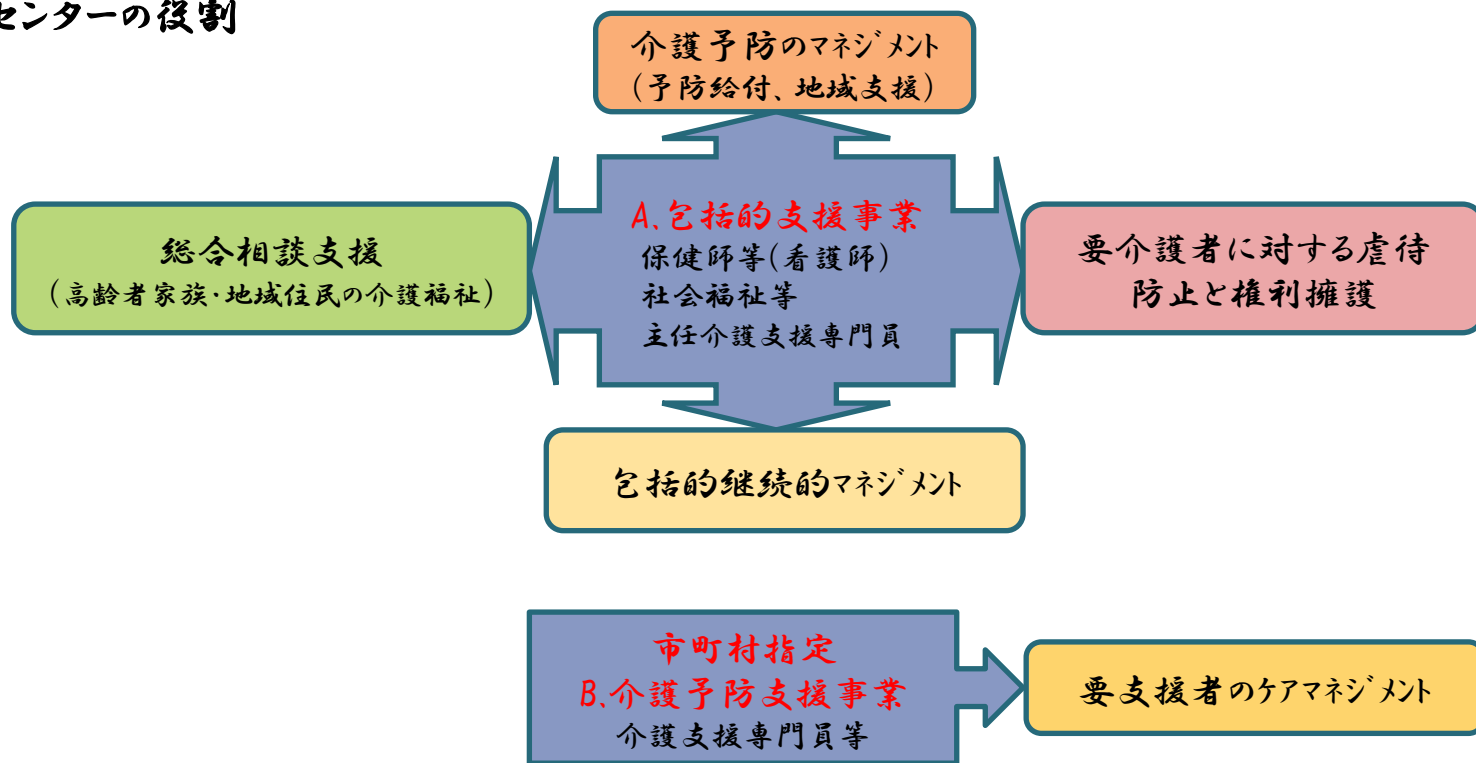 センターの役割
介護予防のマネジメント
(予防給付、地域支援)
A.包括的支援事業
保健師等(看護師)
社会福祉等
主任介護支援専門員
総合相談支援
(高齢者家族・地域住民の介護福祉)
要介護者に対する虐待
防止と権利擁護
包括的継続的マネジメント
市町村指定
B.介護予防支援事業
介護支援専門員等
要支援者のケアマネジメント